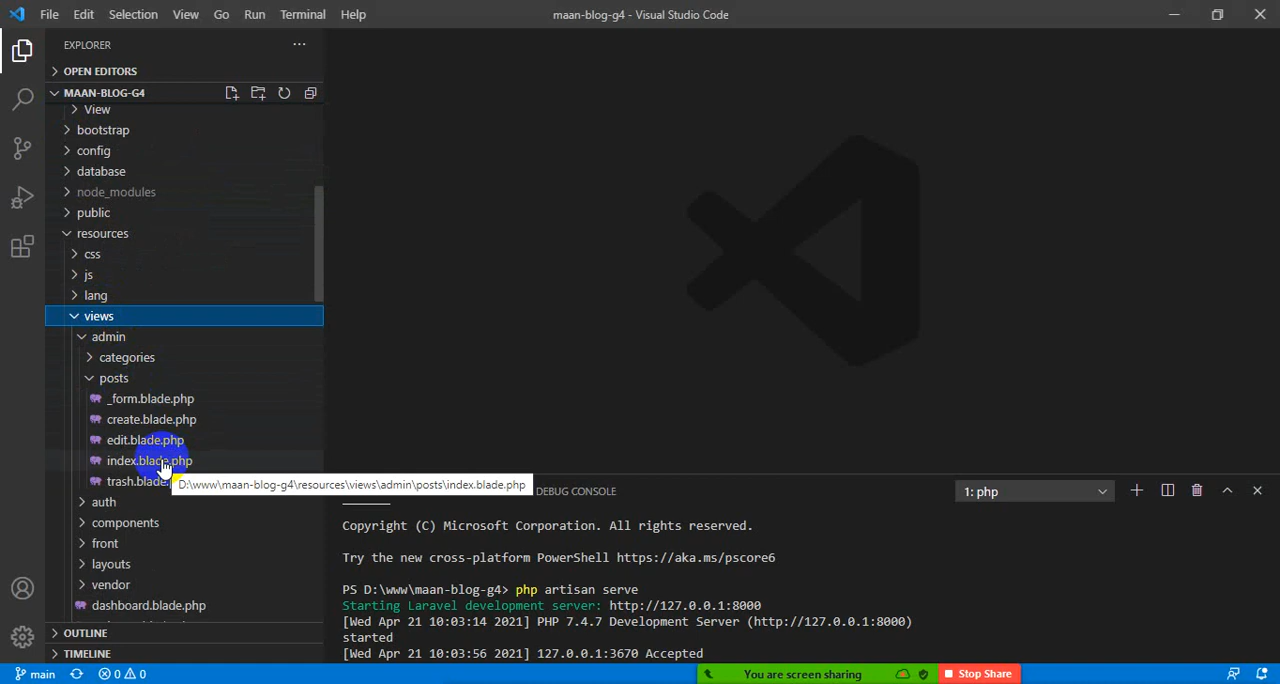 File Edit Selection View Go Run Terminal Help
maan-blog-g4 - Visual Studio Code
EXPLORER
OPEN EDITORS
MAAN-BLOG-G4
View
bootstrap
config
database
node_modules
public
resources
css
js
lang
views
admin
categories
posts
_form.blade.php
create.blade.php
edit.blade.php
index.blade.php
trash.blade
D:\www\maan-blog-g4\resources\views\admin\posts\index.blade.php
auth
components
front
layouts
vendor
dashboard.blade.php
OUTLINE
TIMELINE
DEBUG CONSOLE
1: php
Copyright (C) Microsoft Corporation. All rights reserved.
Try the new cross-platform PowerShell https://aka.ms/pscore6
PS D:\www\maan-blog-g4> php artisan serve
Starting Laravel development server: http://127.0.0.1:8000
[Wed Apr 21 10:03:14 2021] PHP 7.4.7 Development Server (http://127.0.0.1:8000)
started
[Wed Apr 21 10:03:56 2021] 127.0.0.1:3670 Accepted
main
0 0
You are screen sharing
Stop Share